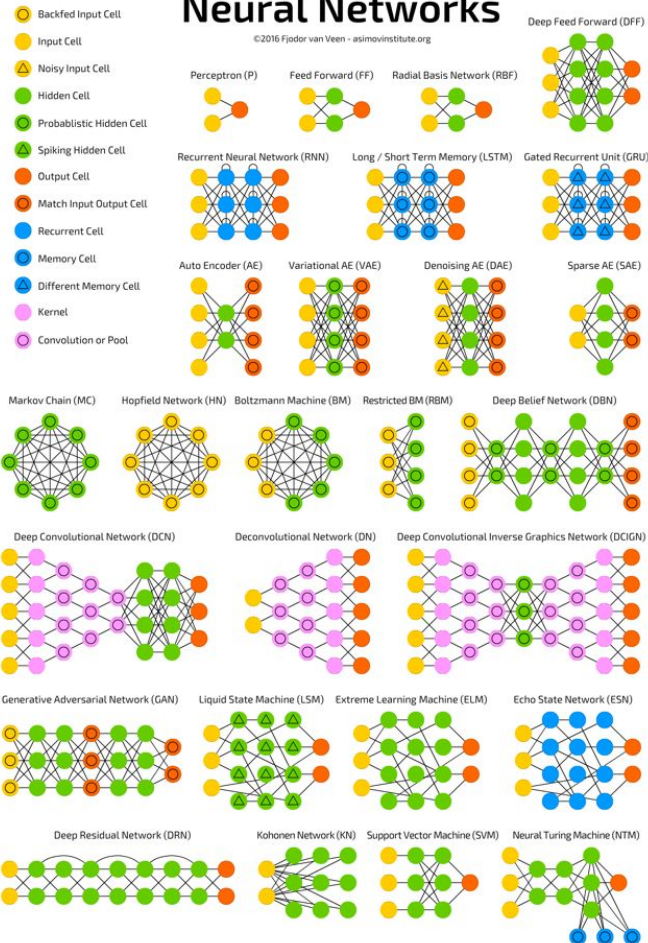 Neural Networks
©2016 Fjodor van Veen - asimovinstitute.org
Backfed Input Cell
Input Cell
Noisy Input Cell
Hidden Cell
Probablistic Hidden Cell
Spiking Hidden Cell
Output Cell
Match Input Output Cell
Recurrent Cell
Memory Cell
Different Memory Cell
Kernel
Convolution or Pool
Deep Feed Forward (DFF)
Perceptron (P)
Feed Forward (FF)
Radial Basis Network (RBF)
Recurrent Neural Network (RNN)
Long / Short Term Memory (LSTM)
Gated Recurrent Unit (GRU)
Auto Encoder (AE)
Variational AE (VAE)
Denoising AE (DAE)
Sparse AE (SAE)
Markov Chain (MC)
Hopfield Network (HN)
Boltzmann Machine (BM)
Restricted BM (RBM)
Deep Belief Network (DBN)
Deep Convolutional Network (DCN)
Deconvolutional Network (DN)
Deep Convolutional Inverse Graphics Network (DCIGN)
Generative Adversarial Network (GAN)
Liquid State Machine (LSM)
Extreme Learning Machine (ELM)
Echo State Network (ESN)
Deep Residual Network (DRN)
Kohonen Network (KN)
Support Vector Machine (SVM)
Neural Turing Machine (NTM)